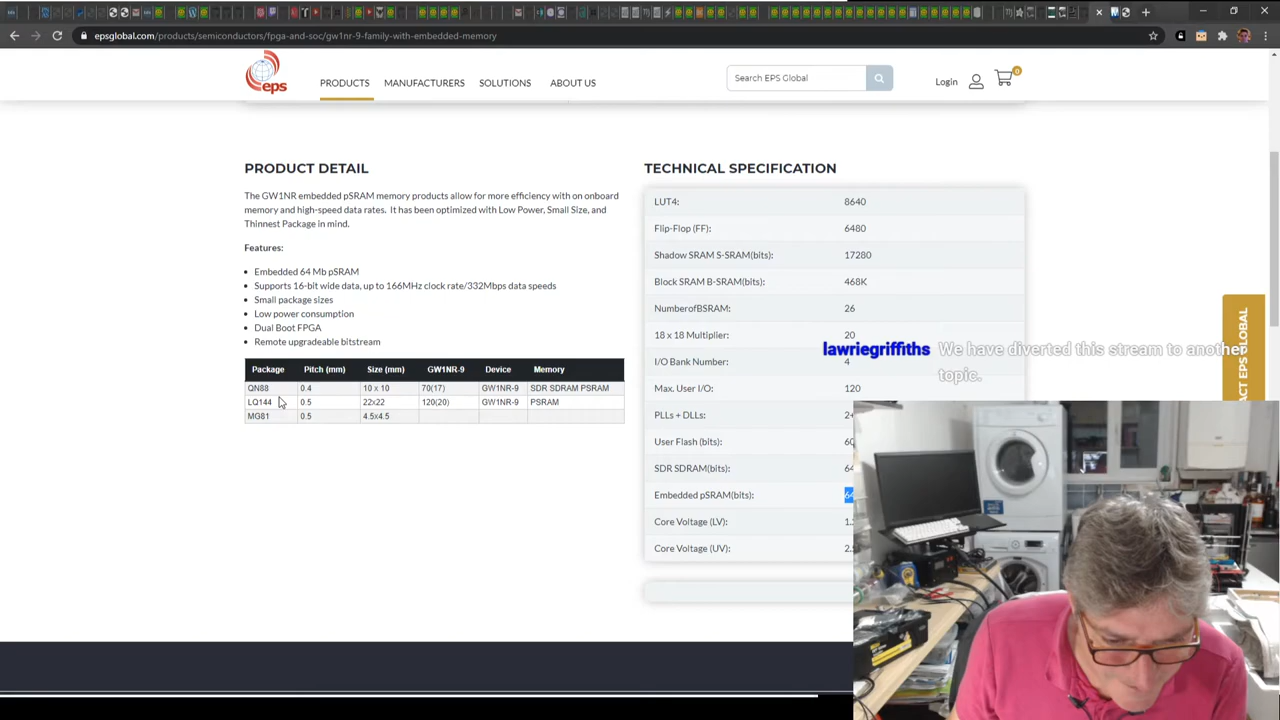 epsglobal.com/products/semiconductors/fpga-and-soc/gw1nr-9-family-with-embedded-memory
eps
PRODUCTS
MANUFACTURERS
SOLUTIONS
ABOUT US
Search EPS Global
Login
0
PRODUCT DETAIL
The GW1NR embedded pSRAM memory products allow for more efficiency with on onboard
memory and high-speed data rates. It has been optimized with Low Power, Small Size, and
Thinnest Package in mind.
Features:
Embedded 64 Mb pSRAM
Supports 16-bit wide data, up to 166MHz clock rate/332Mbps data speeds
Small package sizes
Low power consumption
Dual Boot FPGA
Remote upgradeable bitstream
Package Pitch (mm) Size (mm) GW1NR-9 Device Memory
QN88 0.4 10 x 10 70(17) GW1NR-9 SDR SDRAM PSRAM
LQ144 0.5 22x22 120(20) GW1NR-9 PSRAM
MG81 0.5 4.5x4.5
TECHNICAL SPECIFICATION
LUT4: 8640
Flip-Flop (FF): 6480
Shadow SRAM S-SRAM(bits): 17280
Block SRAM B-SRAM(bits): 468K
NumberofBSRAM: 26
18 x 18 Multiplier: 20
I/O Bank Number: 4
Max. User I/O: 120
PLLs + DLLs:
User Flash (bits):
SDR SDRAM(bits):
Embedded pSRAM(bits):
Core Voltage (LV):
Core Voltage (UV):
lawriegriffiths We have diverted this stream to another
topic.
GLOBAL